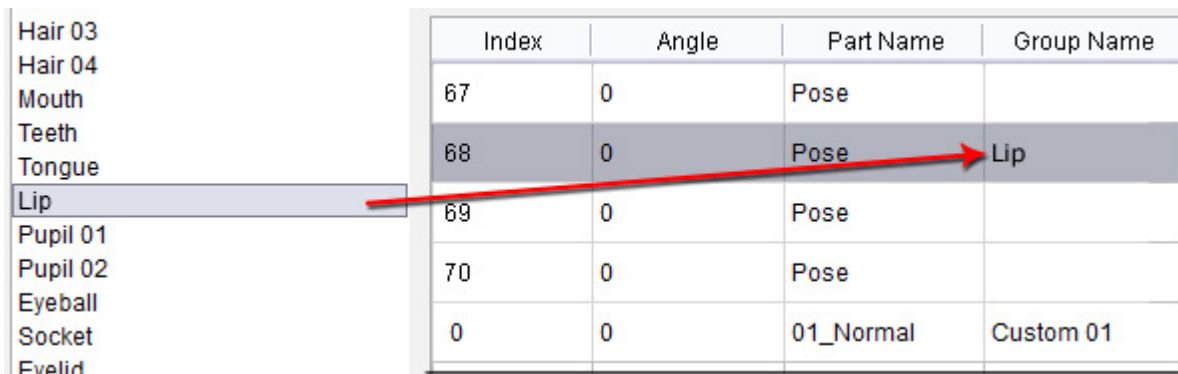 Hair 03
Hair 04
Mouth
Teeth
Tongue
Lip
Pupil 01
Pupil 02
Eyeball
Socket
Eyelid
Index Angle Part Name Group Name
67 0 Pose
68 0 Pose Lip
69 0 Pose
70 0 Pose
0 0 01_Normal Custom 01